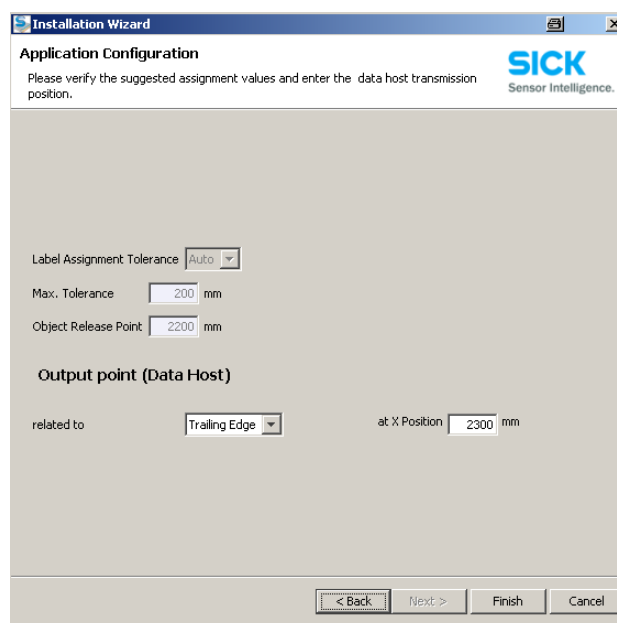 Installation Wizard
Application Configuration
Please verify the suggested assignment values and enter the data host transmission
position.
SICK
Sensor Intelligence.
Label Assignment Tolerance Auto
Max. Tolerance 200 mm
Object Release Point 2200 mm
Output point (Data Host)
related to Trailing Edge at X Position 2300 mm
< Back Next > Finish Cancel